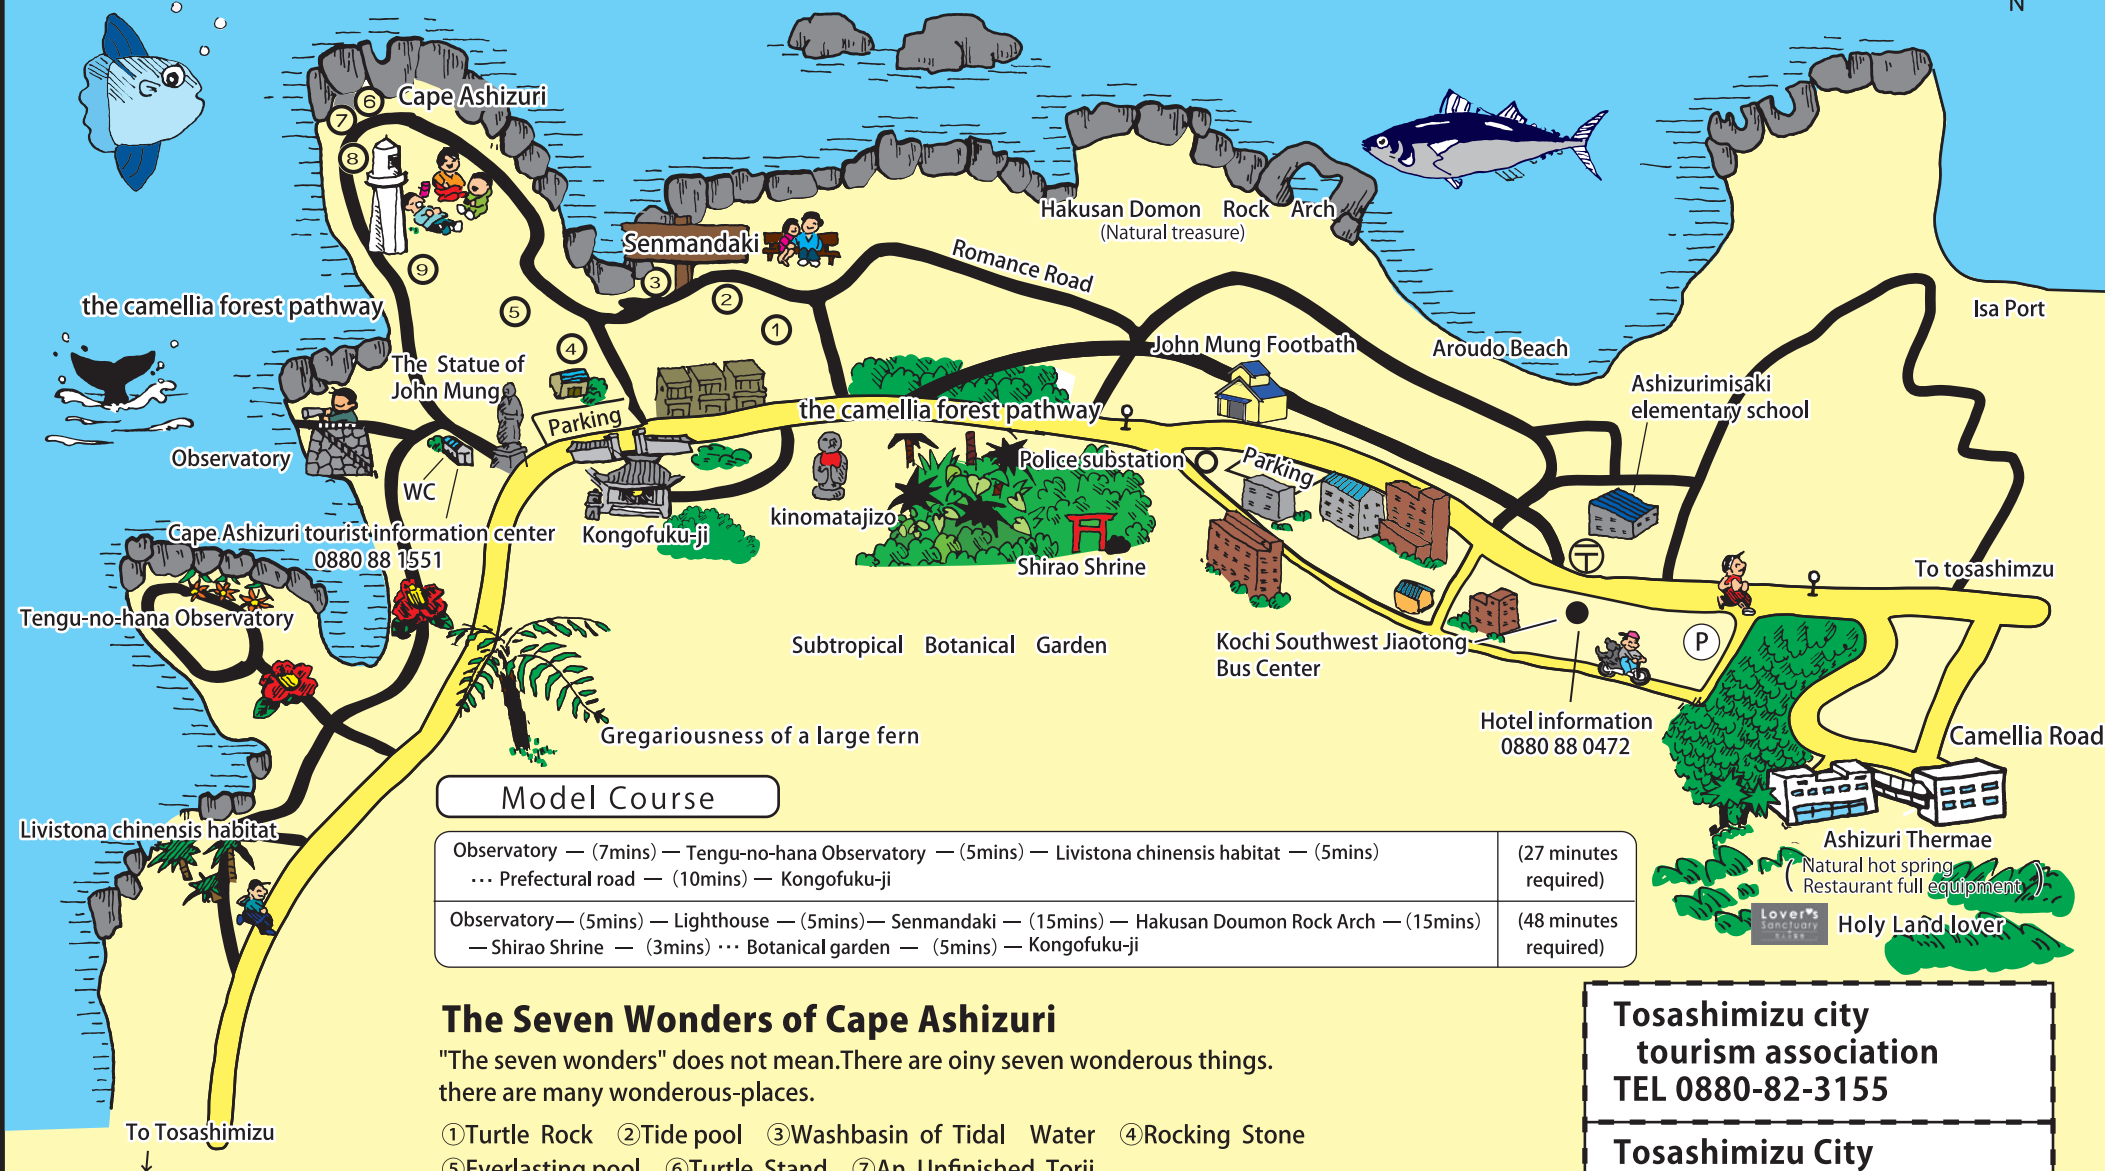 N
6
Cape Ashizuri
7
8
Hakusan Domon Rock Arch
(Natural treasure)
Senmandaki
Romance Road
9
3
2
the camellia forest pathway
5
1
Isa Port
4
John Mung Footbath
Aroudo Beach
The Statue of
John Mung
Ashizurimisaki
elementary school
Parking
the camellia forest pathway
Observatory
Police substation
Parking
WC
kinomatajizo
Cape Ashizuri tourist information center
0880 88 1551
Kongofuku-ji
Shirao Shrine
〒
To tosashimzu
Tengu-no-hana Observatory
Subtropical Botanical Garden
Kochi Southwest Jiaotong
Bus Center
P
Hotel information
0880 88 0472
Gregariousness of a large fern
Camellia Road
Model Course
Livistona chinensis habitat
Ashizuri Thermae
(Natural hot spring
Restaurant full equipment)
Observatory — (7mins) — Tengu-no-hana Observatory — (5mins) — Livistona chinensis habitat — (5mins)
··· Prefectural road — (10mins) — Kongofuku-ji
(27 minutes
required)
Observatory — (5mins) — Lighthouse — (5mins) — Senmandaki — (15mins) — Hakusan Doumon Rock Arch — (15mins)
— Shirao Shrine — (3mins) ··· Botanical garden — (5mins) — Kongofuku-ji
(48 minutes
required)
Lover's
Sanctuary
Holy Land lover
The Seven Wonders of Cape Ashizuri
"The seven wonders" does not mean.There are oiny seven wonderous things.
there are many wonderous-places.
①Turtle Rock ②Tide pool ③Washbasin of Tidal Water ④Rocking Stone
⑤Everlasting pool ⑥Turtle Stand ⑦An Unfinished Torii
To Tosashimizu
Tosashimizu city
tourism association
TEL 0880-82-3155
Tosashimizu City